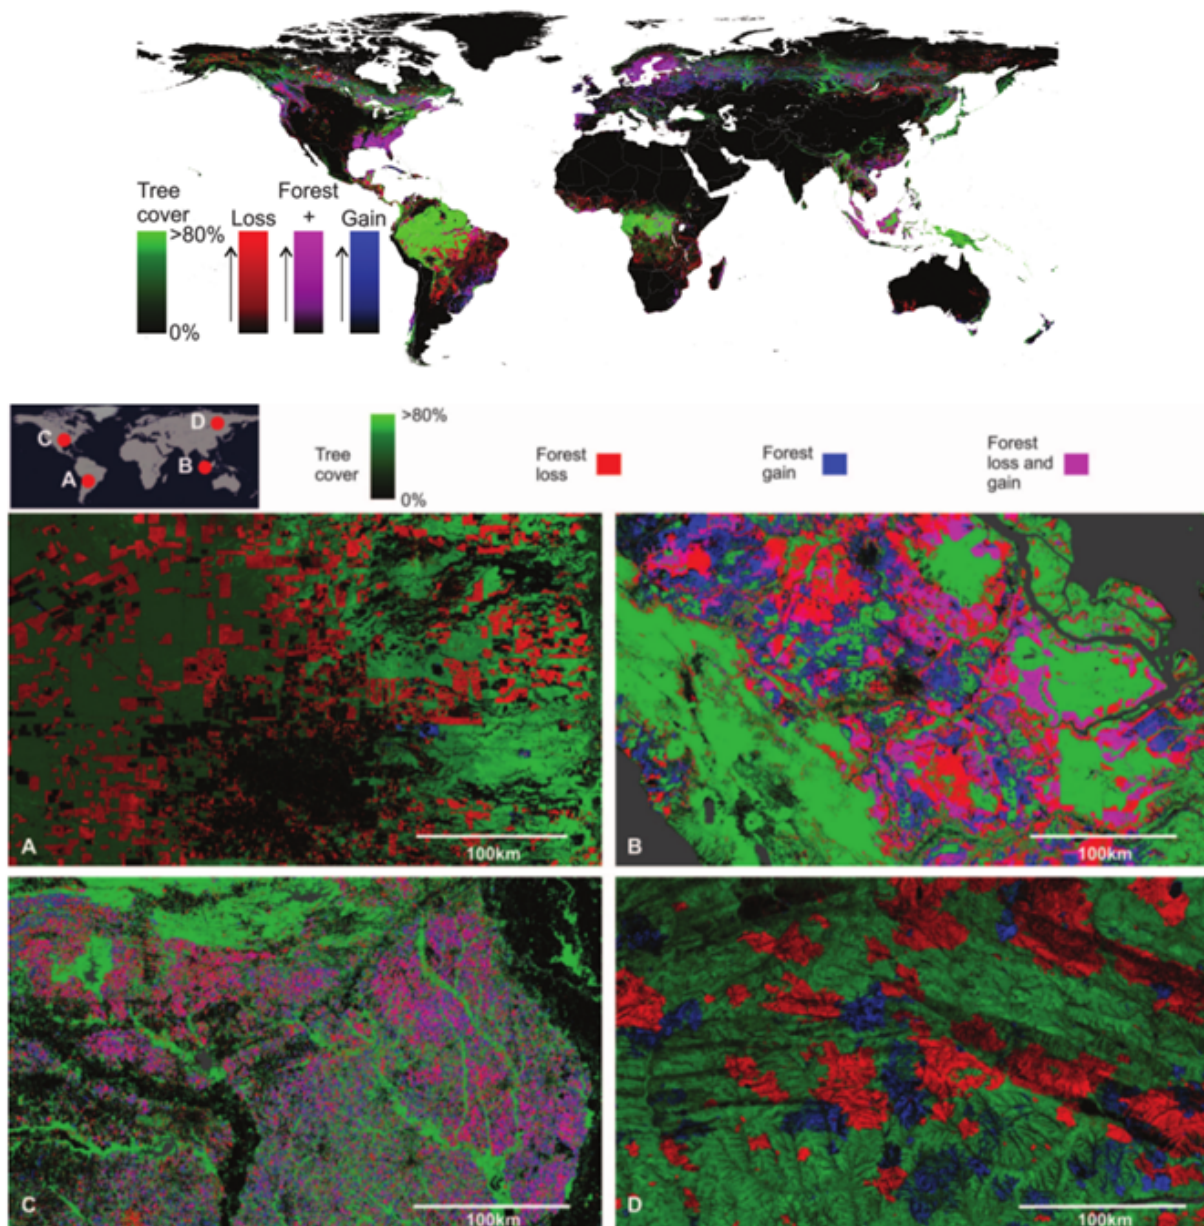 Tree
cover
>80%
0%
Loss
Forest
+
Gain
A
B
C
D
Tree
cover
>80%
0%
Forest
loss
Forest
gain
Forest
loss and
gain
A
100km
B
100km
C
100km
D
100km